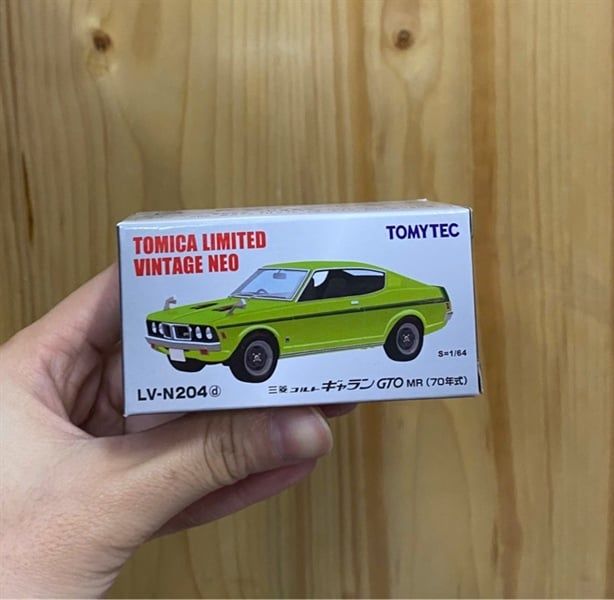 TOMICA LIMITED
VINTAGE NEO
TOMYTEC
S=1/64
LV-N204ⓓ
三菱 コルト ギャラン GTO MR (70年式)